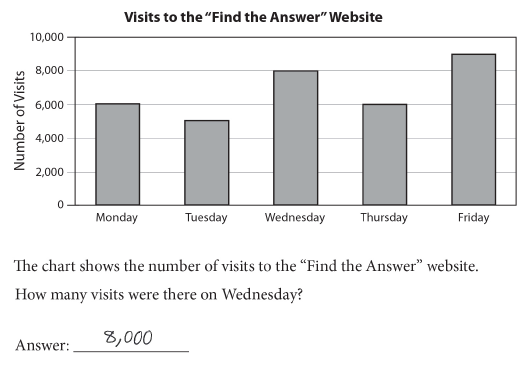 Visits to the “Find the Answer” Website
Number of Visits
10,000
8,000
6,000
4,000
2,000
0
Monday Tuesday Wednesday Thursday Friday
The chart shows the number of visits to the “Find the Answer” website.
How many visits were there on Wednesday?
Answer: 8,000